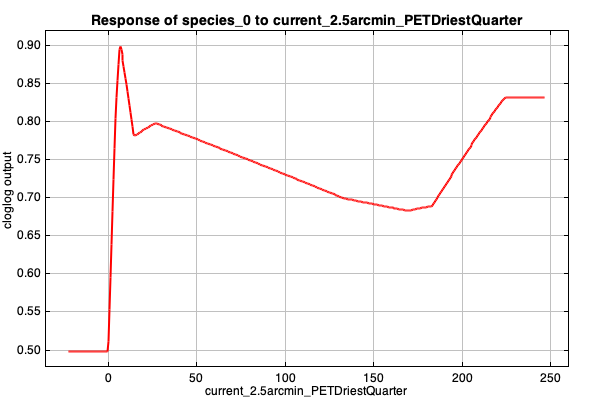 Response of species_0 to current_2.5arcmin_PETDriestQuarter
cloglog output
0.90
0.85
0.80
0.75
0.70
0.65
0.60
0.55
0.50
0 50 100 150 200 250
current_2.5arcmin_PETDriestQuarter